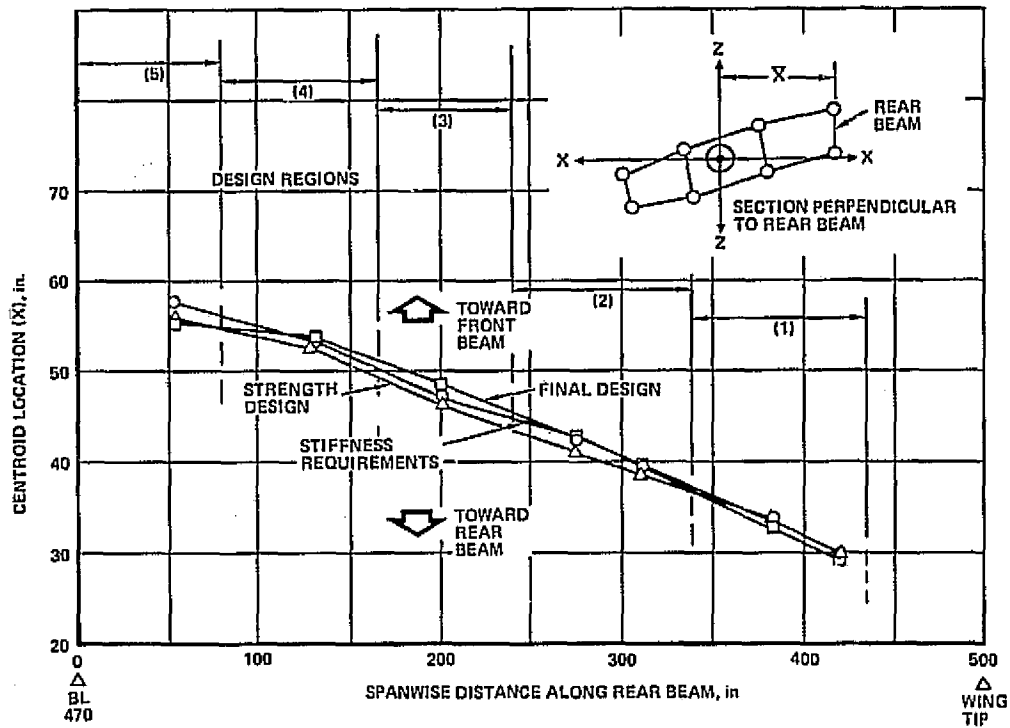 (5)
(4)
(3)
DESIGN REGIONS
Z
X̅
REAR
BEAM
X
X
SECTION PERPENDICULAR
TO REAR BEAM
Z
(2)
(1)
TOWARD
FRONT
BEAM
STRENGTH
DESIGN
FINAL DESIGN
STIFFNESS
REQUIREMENTS
TOWARD
REAR
BEAM
CENTROID LOCATION (X̅), in.
70
60
50
40
30
20
0
100
200
300
400
500
BL
470
SPANWISE DISTANCE ALONG REAR BEAM, in
WING
TIP